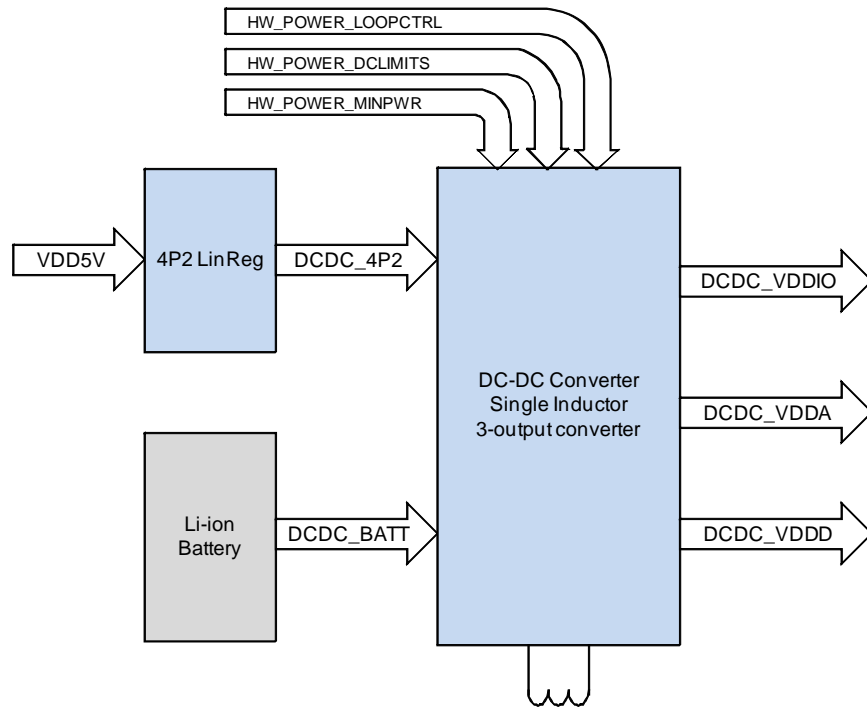 HW_POWER_LOOPCTRL
HW_POWER_DCLIMITS
HW_POWER_MINPWR
VDD5V
4P2 LinReg
DCDC_4P2
DCDC_VDDIO
DC-DC Converter
Single Inductor
3-output converter
DCDC_VDDA
Li-ion
Battery
DCDC_BATT
DCDC_VDDD